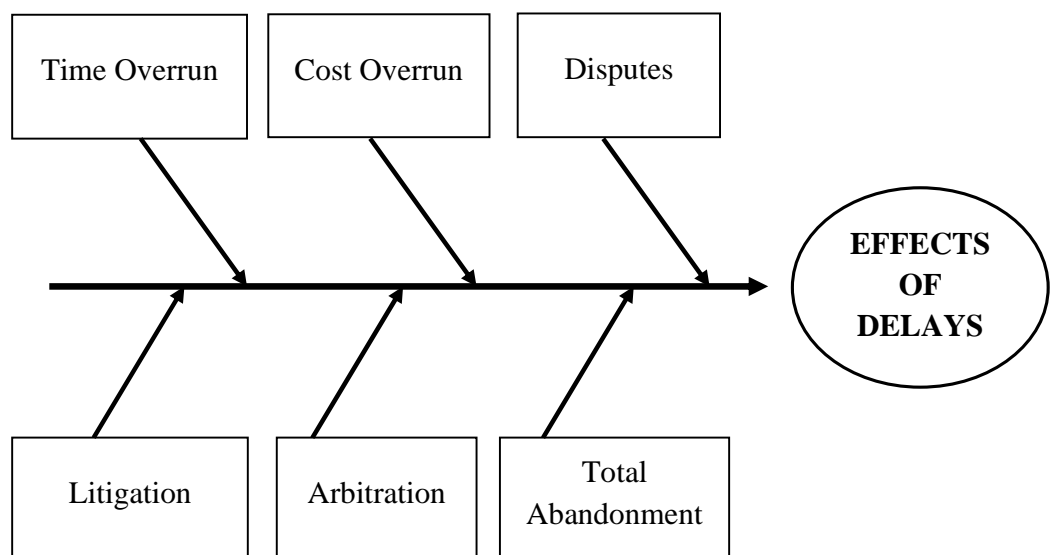 Time Overrun
Cost Overrun
Disputes
EFFECTS
OF
DELAYS
Litigation
Arbitration
Total
Abandonment